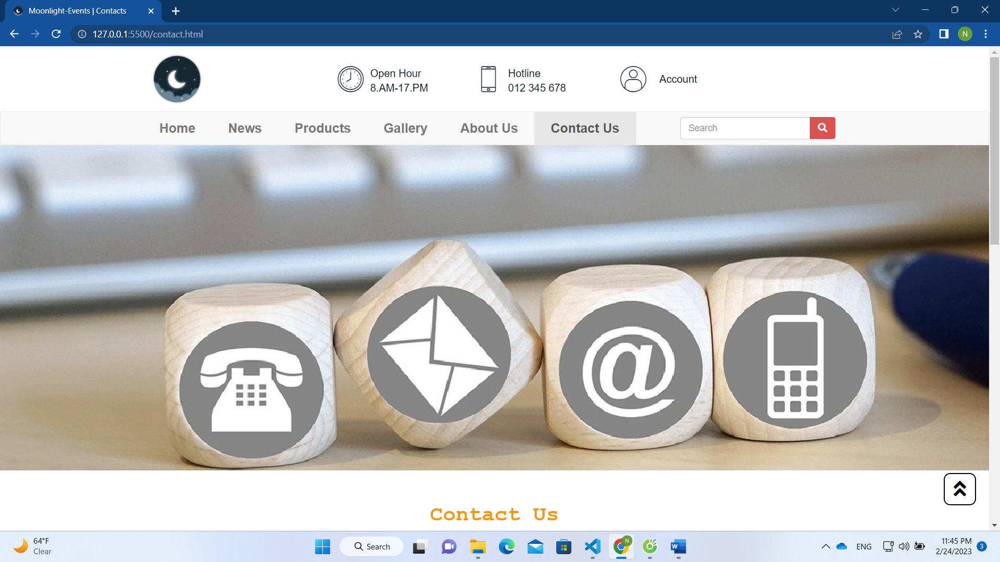 Moonlight-Events | Contacts
127.0.0.1:5500/contact.html
N
Open Hour
8.AM-17.PM
Hotline
012 345 678
Account
Home
News
Products
Gallery
About Us
Contact Us
Search
@
Contact Us
64°F
Clear
Search
N
W
ENG
11:45 PM
2/24/2023
3